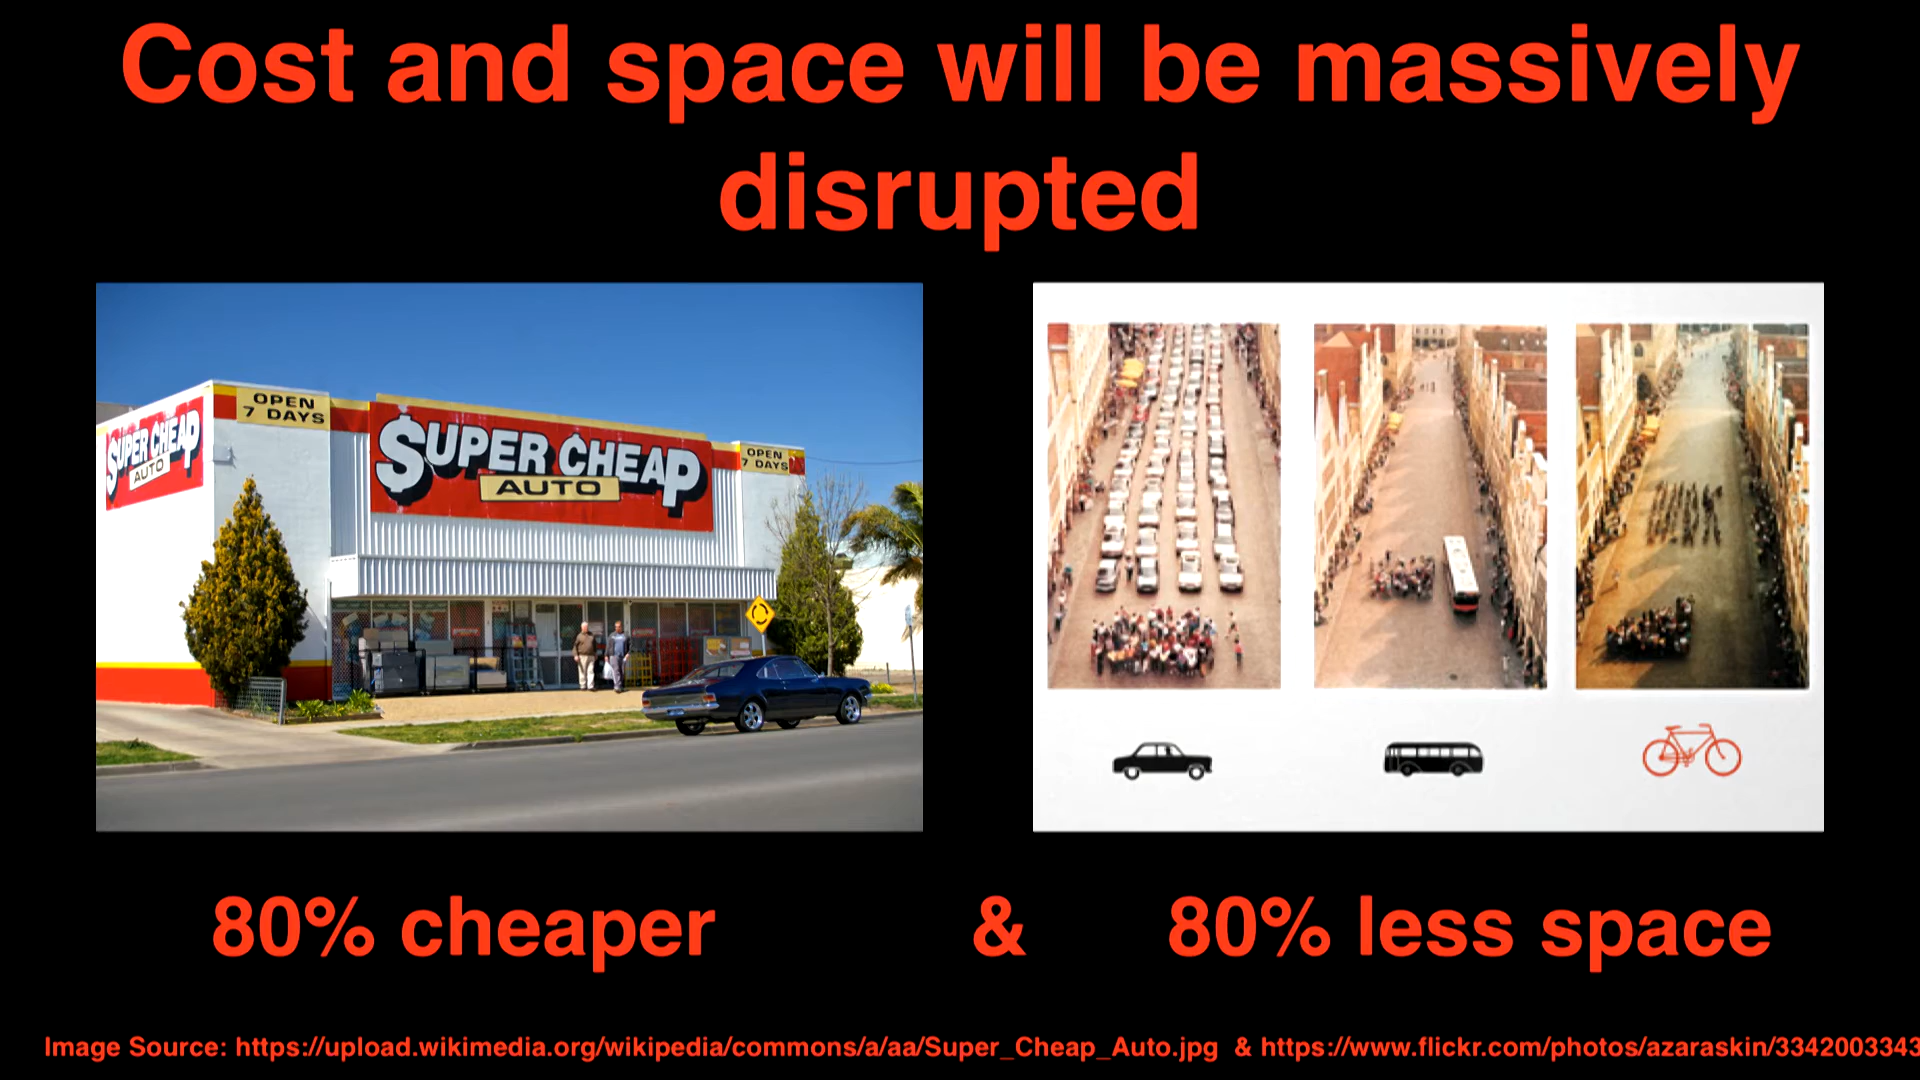 Cost and space will be massively
disrupted
OPEN
7 DAYS
SUPER CHEAP
AUTO
$UPER CHEAP
AUTO
OPEN
7 DAYS
80% cheaper & 80% less space
Image Source: https://upload.wikimedia.org/wikipedia/commons/a/aa/Super_Cheap_Auto.jpg & https://www.flickr.com/photos/azaraskin/3342003343